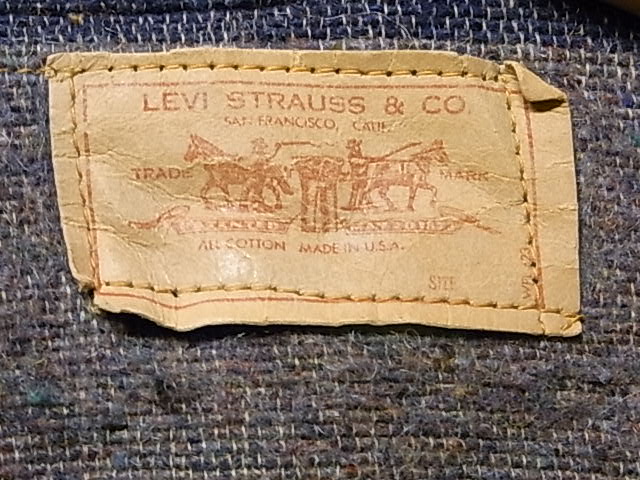 LEVI STRAUSS & CO.
SAN FRANCISCO, CALIF.
TRADE MARK
ALL COTTON MADE IN U.S.A.
SIZE